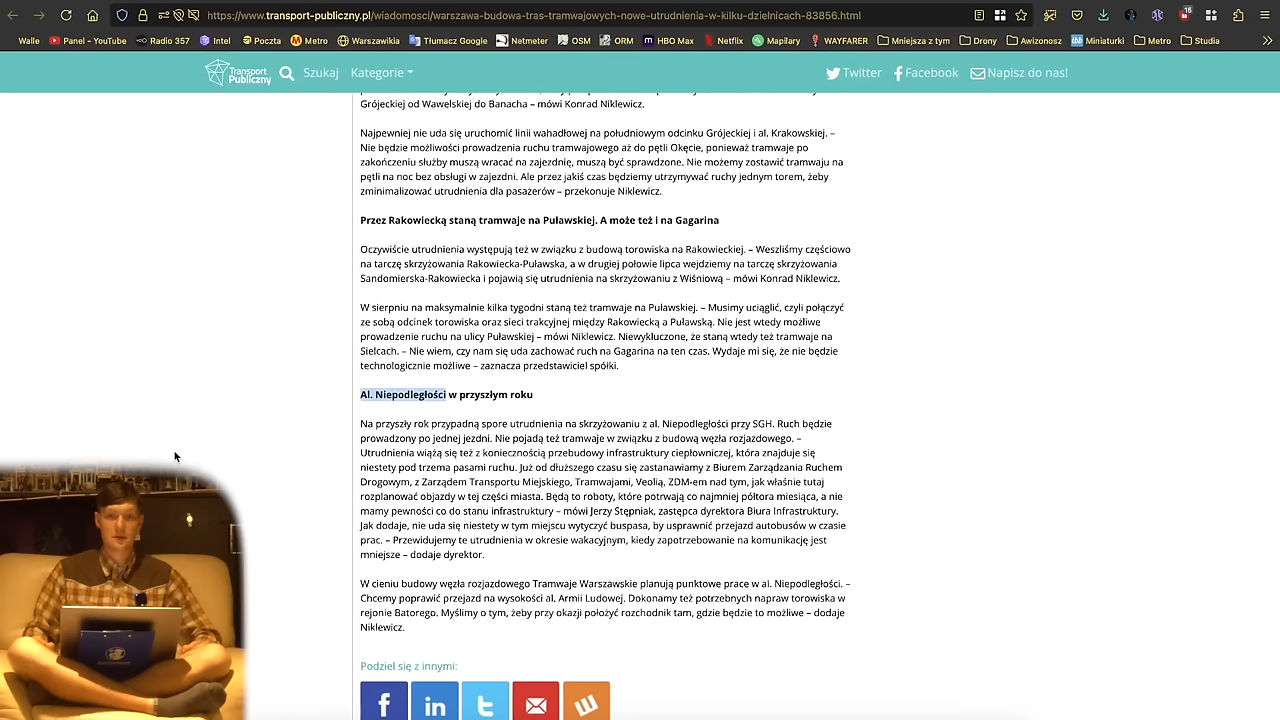 https://www.transport-publiczny.pl/wiadomosci/warszawa-budowa-tras-tramwajowych-nowe-utrudnienia-w-kilku-dzielnicach-83856.html
15
Walle Panel - YouTube Radio 357 Intel Poczta Metro Warszawikia Tłumacz Google Netmeter OSM ORM HBO Max Netflix Mapilary WAYFARER Mniejsza z tym Drony Awizonosz Miniaturki Metro Studia
Transport Publiczny Szukaj Kategorie Twitter Facebook Napisz do nas!
Grójeckiej od Wawelskiej do Banacha – mówi Konrad Niklewicz.
Najpewniej nie uda się uruchomić linii wahadłowej na południowym odcinku Grójeckiej i al. Krakowskiej. –
Nie będzie możliwości prowadzenia ruchu tramwajowego aż do pętli Okęcie, ponieważ tramwaje po
zakończeniu służby muszą wracać na zajezdnię, muszą być sprawdzone. Nie możemy zostawić tramwaju na
pętli na noc bez obsługi w zajezdni. Ale przez jakiś czas będziemy utrzymywać ruchy jednym torem, żeby
zminimalizować utrudnienia dla pasażerów – przekonuje Niklewicz.
Przez Rakowiecką staną tramwaje na Puławskiej. A może też i na Gagarina
Oczywiście utrudnienia występują też w związku z budową torowiska na Rakowieckiej. – Weszliśmy częściowo
na tarczę skrzyżowania Rakowiecka-Puławska, a w drugiej połowie lipca wejdziemy na tarczę skrzyżowania
Sandomierska-Rakowiecka i pojawią się utrudnienia na skrzyżowaniu z Wiśniową – mówi Konrad Niklewicz.
W sierpniu na maksymalnie kilka tygodni staną też tramwaje na Puławskiej. – Musimy uciąglić, czyli połączyć
ze sobą odcinek torowiska oraz sieci trakcyjnej między Rakowiecką a Puławską. Nie jest wtedy możliwe
prowadzenie ruchu na ulicy Puławskiej – mówi Niklewicz. Niewykluczone, że staną wtedy też tramwaje na
Sielcach. – Nie wiem, czy nam się uda zachować ruch na Gagarina na ten czas. Wydaje mi się, że nie będzie
technologicznie możliwe – zaznacza przedstawiciel spółki.
Al. Niepodległości w przyszłym roku
Na przyszły rok przypadną spore utrudnienia na skrzyżowaniu z al. Niepodległości przy SGH. Ruch będzie
prowadzony po jednej jezdni. Nie pojadą też tramwaje w związku z budową węzła rozjazdowego. –
Utrudnienia wiążą się też z koniecznością przebudowy infrastruktury ciepłowniczej, która znajduje się
niestety pod trzema pasami ruchu. Już od dłuższego czasu się zastanawiamy z Biurem Zarządzania Ruchem
Drogowym, z Zarządem Transportu Miejskiego, Tramwajami, Veolią, ZDM-em nad tym, jak właśnie tutaj
rozplanować objazdy w tej części miasta. Będą to roboty, które potrwają co najmniej półtora miesiąca, a nie
mamy pewności co do stanu infrastruktury – mówi Jerzy Stępniak, zastępca dyrektora Biura Infrastruktury.
Jak dodaje, nie uda się niestety w tym miejscu wytyczyć buspasa, by usprawnić przejazd autobusów w czasie
prac. – Przewidujemy te utrudnienia w okresie wakacyjnym, kiedy zapotrzebowanie na komunikację jest
mniejsze – dodaje dyrektor.
W cieniu budowy węzła rozjazdowego Tramwaje Warszawskie planują punktowe prace w al. Niepodległości. –
Chcemy poprawić przejazd na wysokości al. Armii Ludowej. Dokonamy też potrzebnych napraw torowiska w
rejonie Batorego. Myślimy o tym, żeby przy okazji położyć rozchodnik tam, gdzie będzie to możliwe – dodaje
Niklewicz.
Podziel się z innymi: